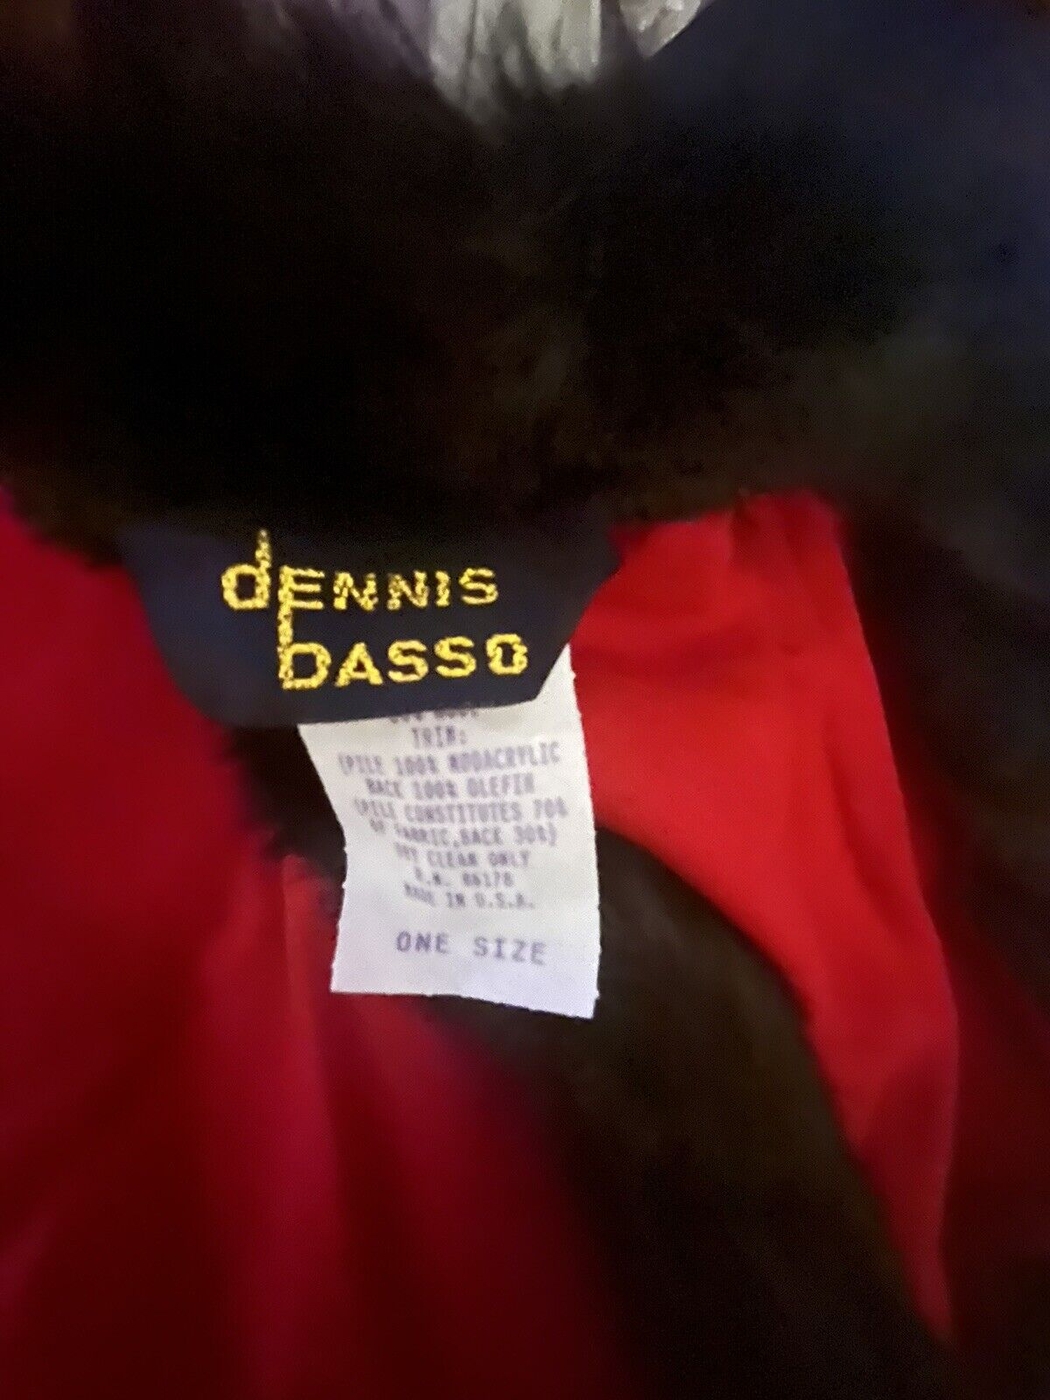 dENNIS
bASSO
TRIM:
(PILE 100% MODACRYLIC
BACK 100% OLEFIN
(PILE CONSTITUTES 70%
OF FABRIC,BACK 30%)
DRY CLEAN ONLY
R.N. 86178
MADE IN U.S.A.
ONE SIZE